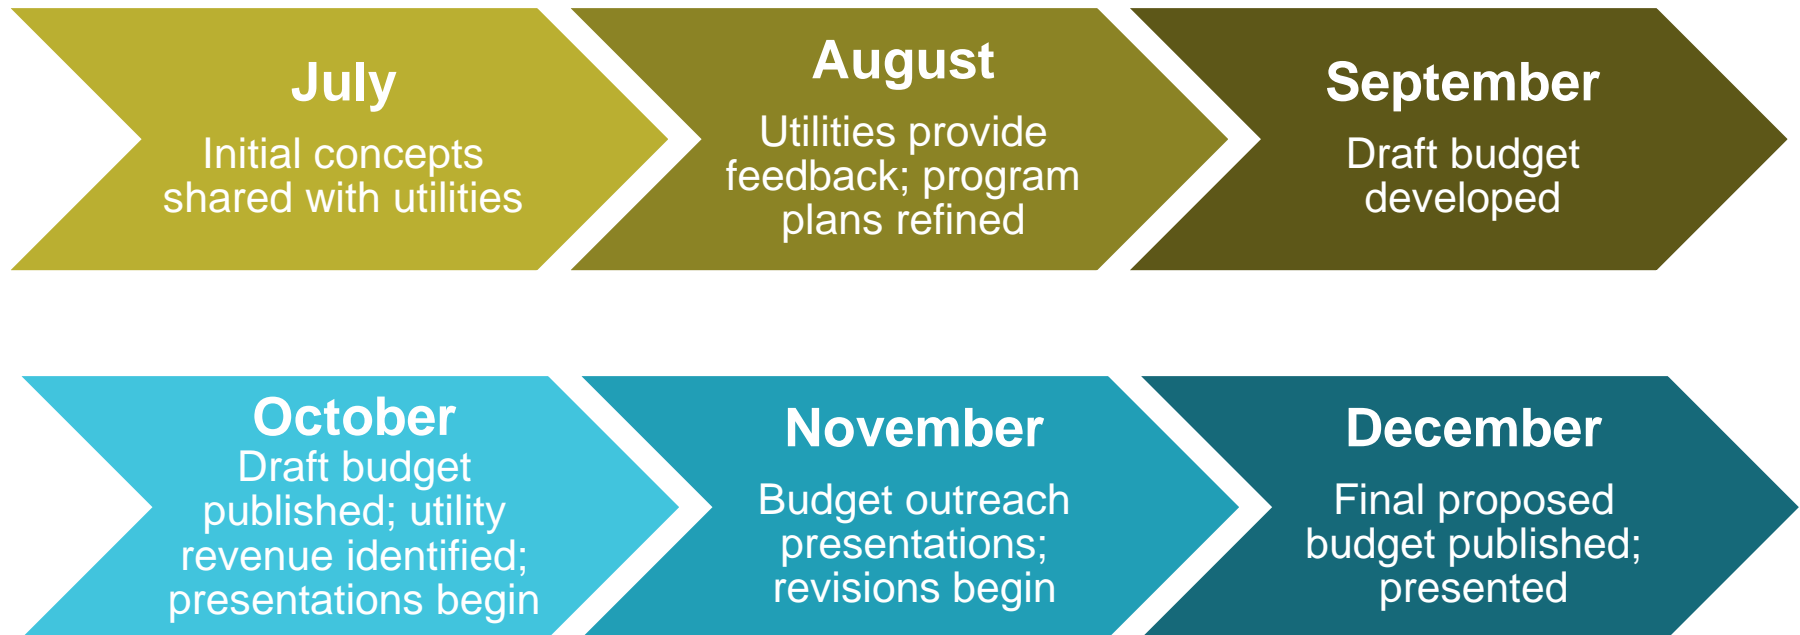 July
Initial concepts
shared with utilities
August
Utilities provide
feedback; program
plans refined
September
Draft budget
developed
October
Draft budget
published; utility
revenue identified;
presentations begin
November
Budget outreach
presentations;
revisions begin
December
Final proposed
budget published;
presented